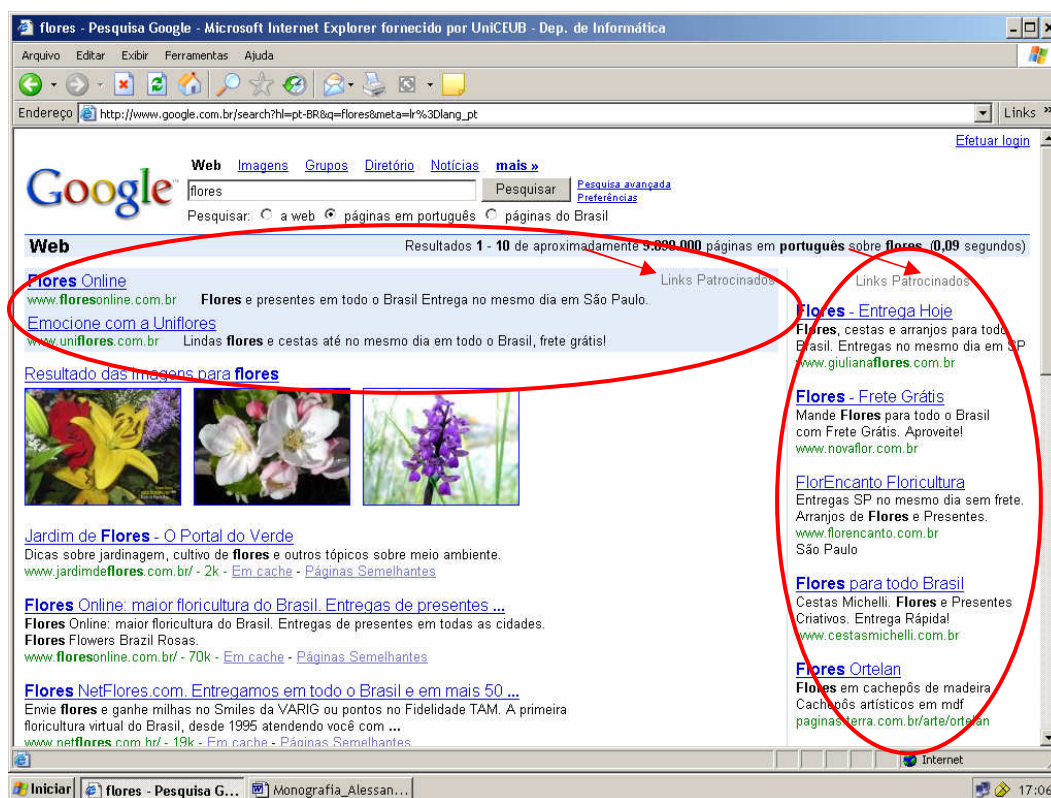 flores - Pesquisa Google - Microsoft Internet Explorer fornecido por UniCEUB - Dep. de Informática
Arquivo Editar Exibir Ferramentas Ajuda
Endereço http://www.google.com.br/search?hl=pt-BR&q=flores&meta=lr%3Dlang_pt Links »
Efetuar login
Web Imagens Grupos Diretório Notícias mais »
Google™ flores Pesquisar Pesquisa avançada
Preferências
Pesquisar: a web páginas em português páginas do Brasil
Web Resultados 1 - 10 de aproximadamente 9.890.000 páginas em português sobre flores. (0,09 segundos)
Flores Online Links Patrocinados
www.floresonline.com.br Flores e presentes em todo o Brasil Entrega no mesmo dia em São Paulo.
Emocione com a Uniflores
www.uniflores.com.br Lindas flores e cestas até no mesmo dia em todo o Brasil, frete grátis!
Resultado das imagens para flores
Jardim de Flores - O Portal do Verde
Dicas sobre jardinagem, cultivo de flores e outros tópicos sobre meio ambiente.
www.jardimdeflores.com.br/ - 2k - Em cache - Páginas Semelhantes
Flores Online: maior floricultura do Brasil. Entregas de presentes ...
Flores Online: maior floricultura do Brasil. Entregas de presentes em todas as cidades.
Flores Flowers Brazil Rosas.
www.floresonline.com.br/ - 70k - Em cache - Páginas Semelhantes
Flores NetFlores.com. Entregamos em todo o Brasil e em mais 50 ...
Envie flores e ganhe milhas no Smiles da VARIG ou pontos no Fidelidade TAM. A primeira
floricultura virtual do Brasil, desde 1995 atendendo você com ...
www.netflores.com.br/ - 19k - Em cache - Páginas Semelhantes
Links Patrocinados
Flores - Entrega Hoje
Flores, cestas e arranjos para todo
Brasil. Entregas no mesmo dia em SP
www.giulianaflores.com.br
Flores - Frete Grátis
Mande Flores para todo o Brasil
com Frete Grátis. Aproveite!
www.novaflor.com.br
FlorEncanto Floricultura
Entregas SP no mesmo dia sem frete.
Arranjos de Flores e Presentes.
www.florencanto.com.br
São Paulo
Flores para todo Brasil
Cestas Michelli. Flores e Presentes
Criativos. Entrega Rápida!
www.cestasmichelli.com.br
Flores Ortelan
Flores em cachepôs de madeira
Cachepôs artísticos em mdf
paginas.terra.com.br/arte/ortelan
Internet
Iniciar flores - Pesquisa G... Monografia_Alessan... 17:06